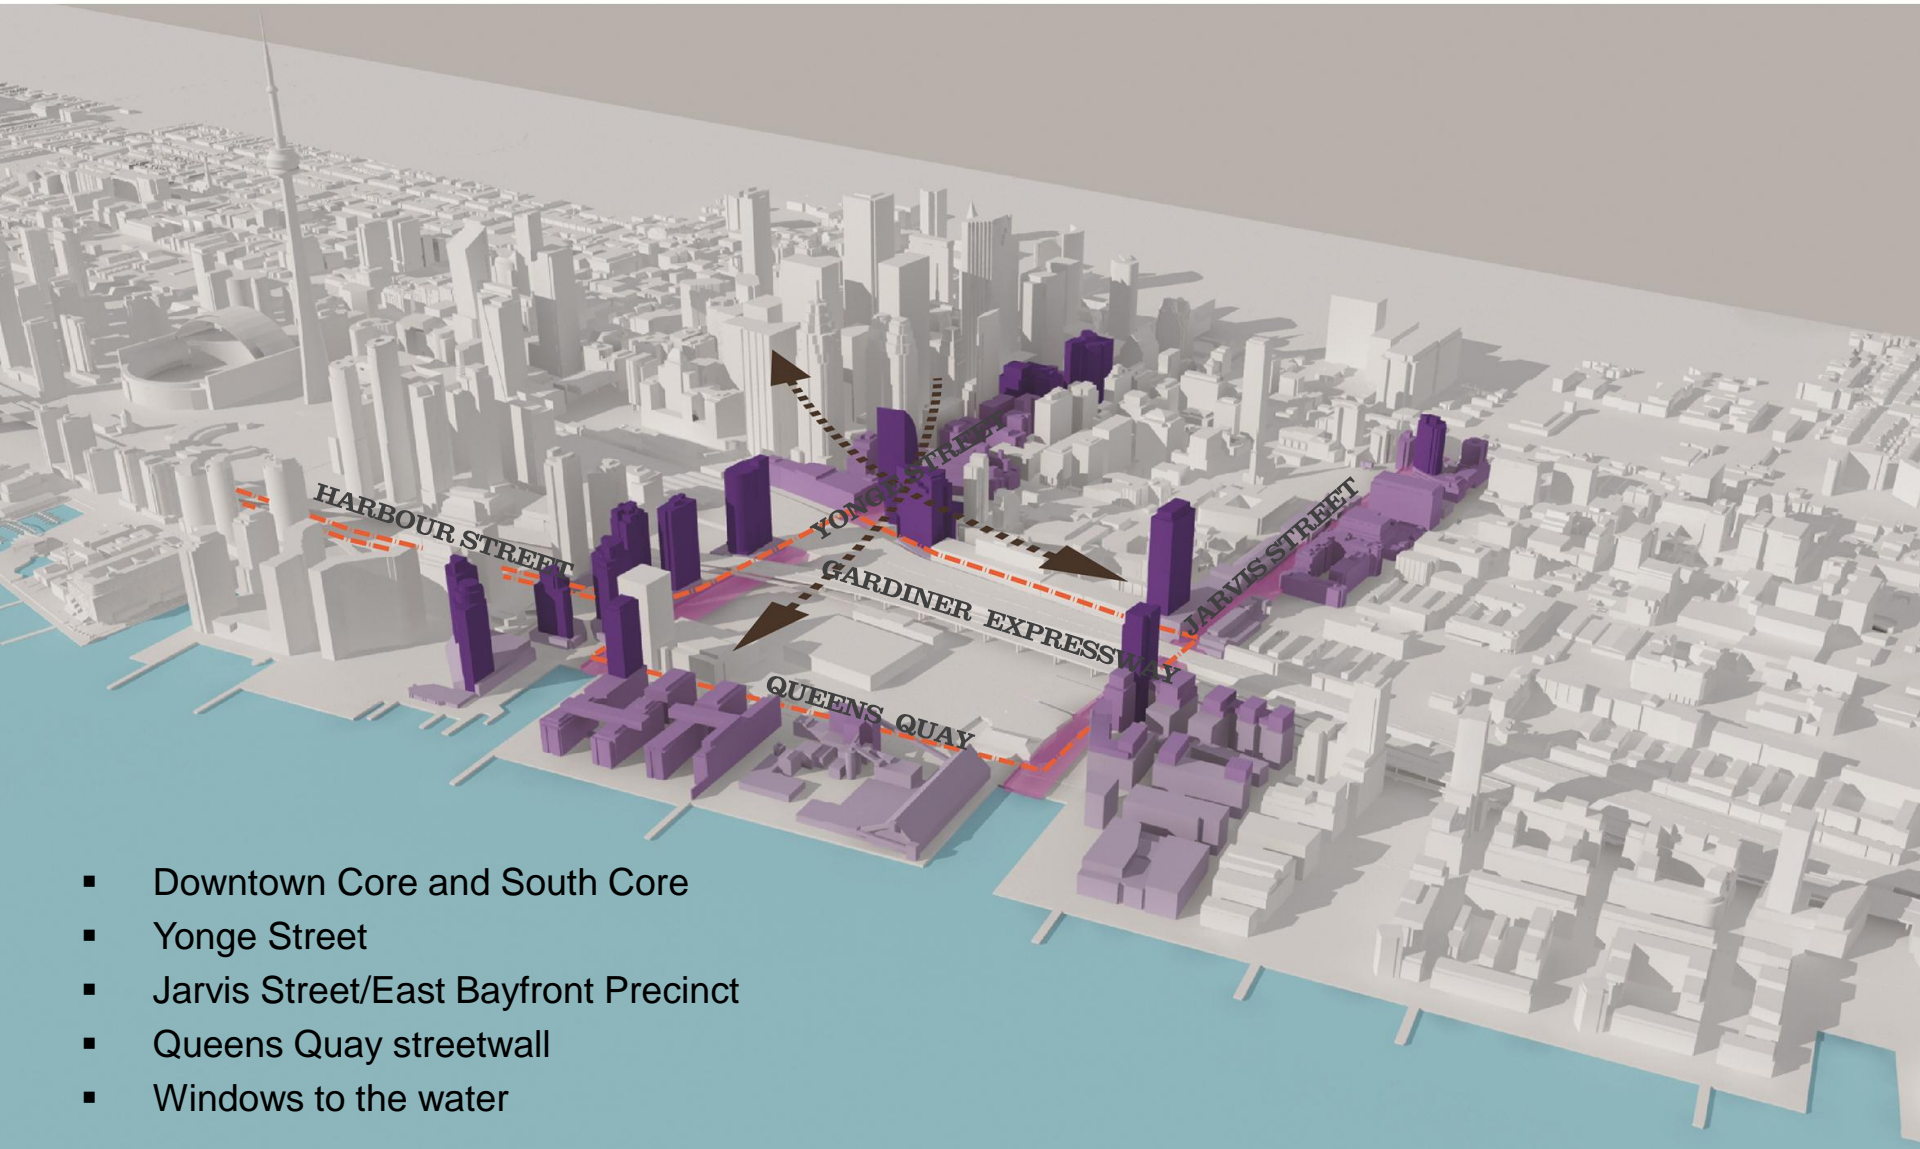 HARBOUR STREET
YONGE STREET
JARVIS STREET
GARDINER EXPRESSWAY
QUEENS QUAY
▪ Downtown Core and South Core
▪ Yonge Street
▪ Jarvis Street/East Bayfront Precinct
▪ Queens Quay streetwall
▪ Windows to the water